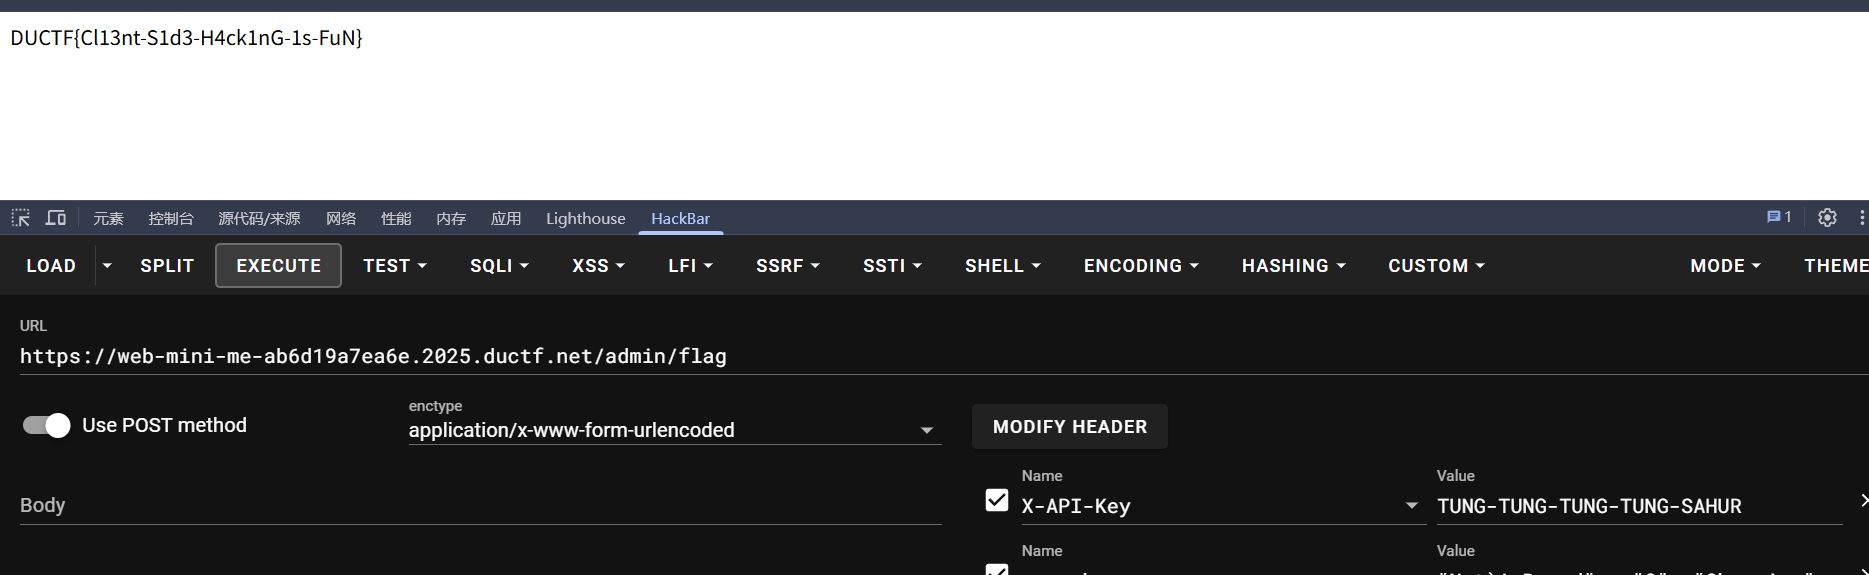 DUCTF{Cl13nt-S1d3-H4ck1nG-1s-FuN}
元素 控制台 源代码/来源 网络 性能 内存 应用 Lighthouse HackBar 1
LOAD SPLIT EXECUTE TEST SQLI XSS LFI SSRF SSTI SHELL ENCODING HASHING CUSTOM MODE THEME
URL
https://web-mini-me-ab6d19a7ea6e.2025.ductf.net/admin/flag
Use POST method
enctype
application/x-www-form-urlencoded
MODIFY HEADER
Body
Name Value
X-API-Key TUNG-TUNG-TUNG-TUNG-SAHUR
Name Value